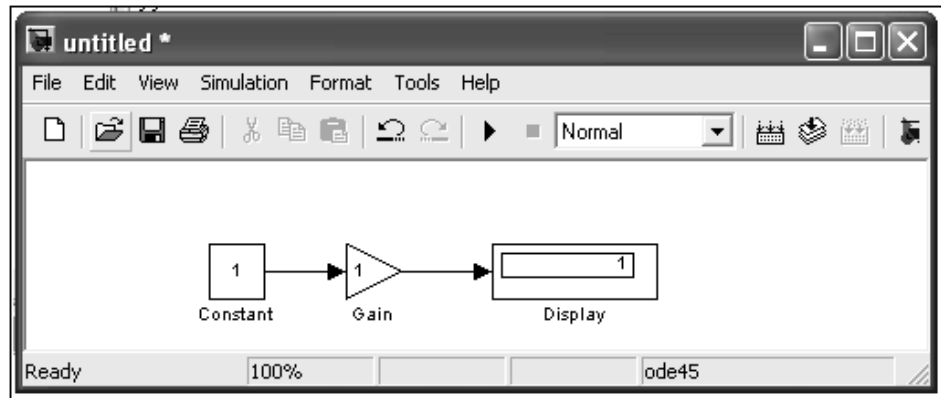 untitled *
File Edit View Simulation Format Tools Help
Normal
1 1 1
Constant Gain Display
Ready 100% ode45